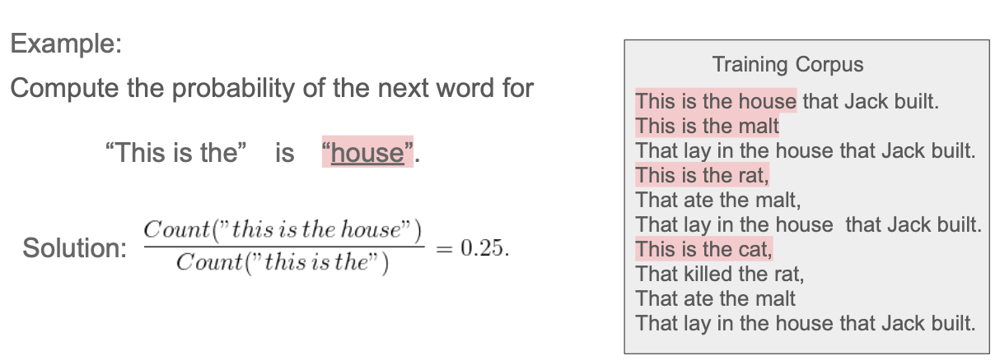 Example:
Compute the probability of the next word for
“This is the” is “house”.
Solution: Count("this is the house") / Count("this is the") = 0.25.
Training Corpus
This is the house that Jack built.
This is the malt
That lay in the house that Jack built.
This is the rat,
That ate the malt,
That lay in the house that Jack built.
This is the cat,
That killed the rat,
That ate the malt
That lay in the house that Jack built.